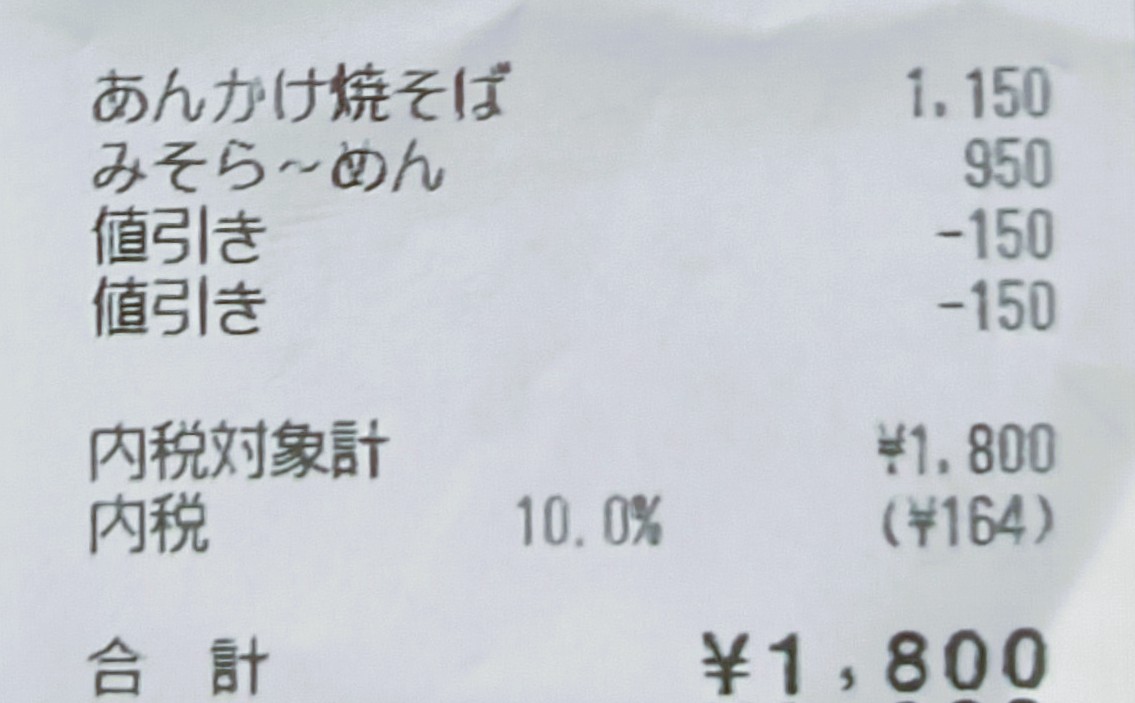 あんかけ焼そば 1,150
みそら～めん 950
値引き -150
値引き -150
内税対象計 ¥1,800
内税 10.0% (¥164)
合 計 ¥1,800